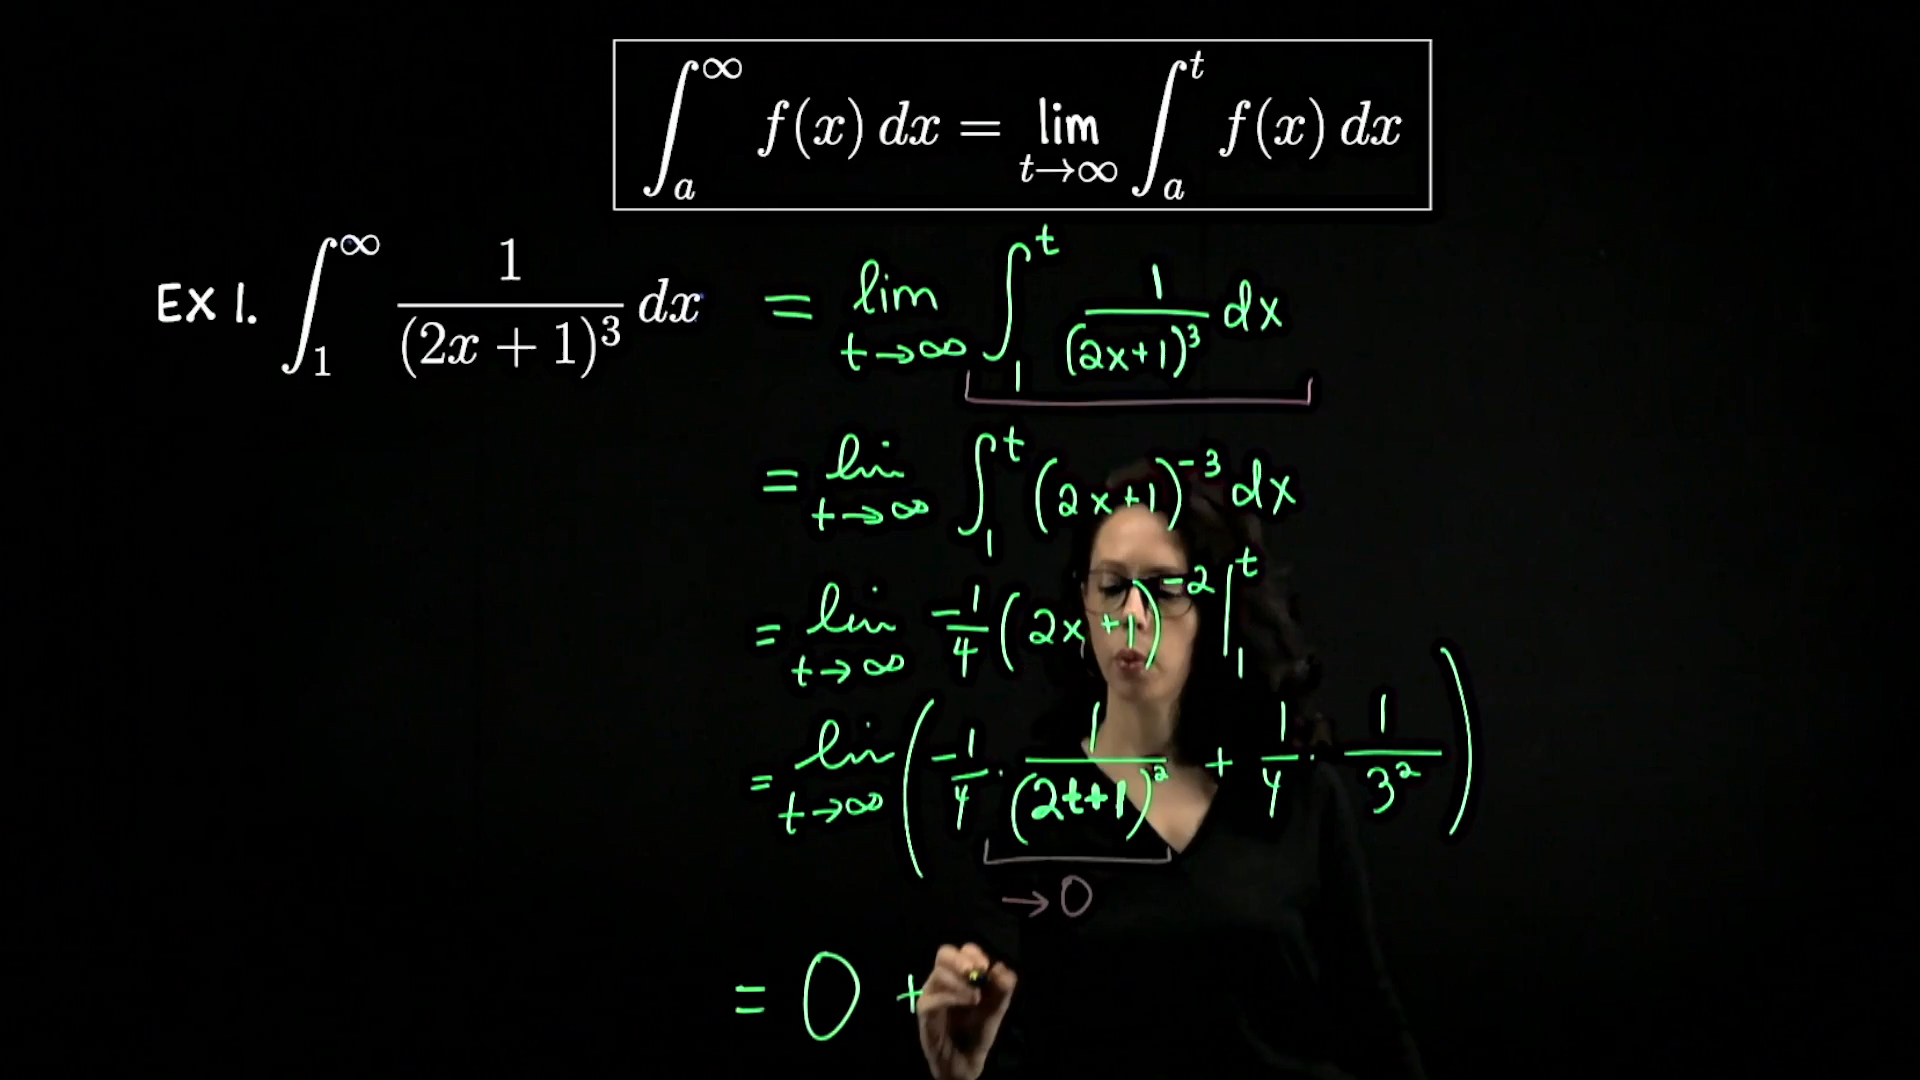 ∫_a^∞ f(x) dx = lim_{t→∞} ∫_a^t f(x) dx
EX 1. ∫_1^∞ 1/(2x + 1)^3 dx = lim_{t→∞} ∫_1^t 1/(2x+1)^3 dx
= lim_{t→∞} ∫_1^t (2x+1)^{-3} dx
= lim_{t→∞} -1/4 (2x+1)^{-2} |_1^t
= lim_{t→∞} ( -1/4 · 1/(2t+1)^2 + 1/4 · 1/3^2 )
→ 0
= 0 +